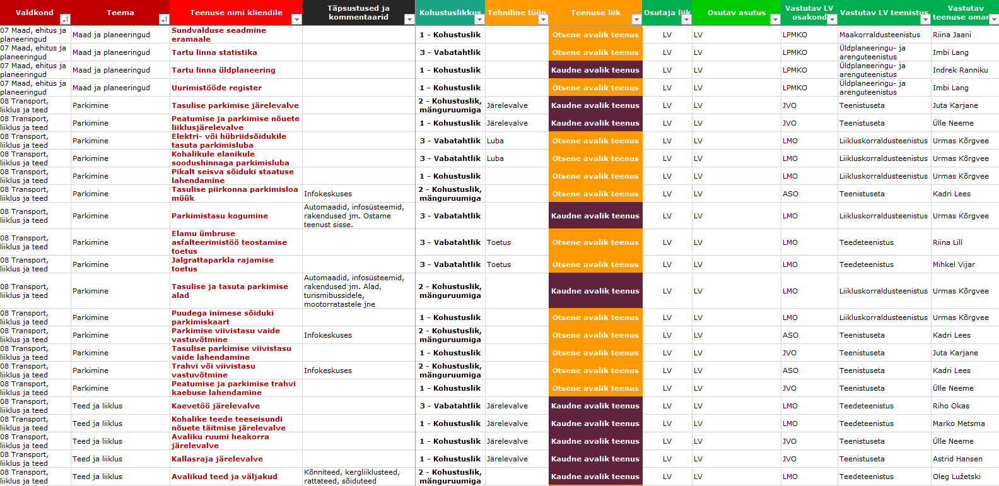 Valdkond Teema Teenuse nimi kliendile Täpsustused ja kommentaarid Kohustuslikkus Tehniline tüüp Teenuse liik Osutaja liik Osutav asutus Vastutav LV osakond Vastutav LV teenistus Vastutav teenuse omar
07 Maad, ehitus ja planeeringud Maad ja planeeringud Sundvalduse seadmine eramaale 1 - Kohustuslik Otsene avalik teenus LV LV LPMKO Maakorraldusteenistus Riina Jaani
07 Maad, ehitus ja planeeringud Maad ja planeeringud Tartu linna statistika 3 - Vabatahtlik Otsene avalik teenus LV LV LPMKO Üldplaneeringu- ja arenguteenistus Imbi Lang
07 Maad, ehitus ja planeeringud Maad ja planeeringud Tartu linna üldplaneering 1 - Kohustuslik Kaudne avalik teenus LV LV LPMKO Üldplaneeringu- ja arenguteenistus Indrek Ranniku
07 Maad, ehitus ja planeeringud Maad ja planeeringud Uurimistööde register 1 - Kohustuslik Otsene avalik teenus LV LV LPMKO Üldplaneeringu- ja arenguteenistus Imbi Lang
08 Transport, liiklus ja teed Parkimine Tasulise parkimise järelevalve 2 - Kohustuslik, mänguruumiga Järelevalve Kaudne avalik teenus LV LV JVO Teenistuseta Juta Karjane
08 Transport, liiklus ja teed Parkimine Peatumise ja parkimise nõuete liiklusjärelevalve 1 - Kohustuslik Järelevalve Kaudne avalik teenus LV LV JVO Teenistuseta Ülle Neeme
08 Transport, liiklus ja teed Parkimine Elektri- või hübriidsõidukile tasuta parkimisluba 3 - Vabatahtlik Luba Otsene avalik teenus LV LV LMO Liikluskorraldusteenistus Urmas Kõrgvee
08 Transport, liiklus ja teed Parkimine Kohalikule elanikule soodushinnaga parkimisluba 3 - Vabatahtlik Luba Otsene avalik teenus LV LV LMO Liikluskorraldusteenistus Urmas Kõrgvee
08 Transport, liiklus ja teed Parkimine Pikalt seisva sõiduki staatuse lahendamine 1 - Kohustuslik Otsene avalik teenus LV LV LMO Liikluskorraldusteenistus Urmas Kõrgvee
08 Transport, liiklus ja teed Parkimine Tasulise piirkonna parkimisloa müük Infokeskuses 2 - Kohustuslik, mänguruumiga Otsene avalik teenus LV LV ASO Teenistuseta Kadri Lees
08 Transport, liiklus ja teed Parkimine Parkimistasu kogumine Automaadid, infosüsteemid, rakendused jm. Ostame teenust sisse. 3 - Vabatahtlik Kaudne avalik teenus LV LV LMO Liikluskorraldusteenistus Urmas Kõrgvee
08 Transport, liiklus ja teed Parkimine Elamu ümbruse asfalteerimistöö teostamise toetus 3 - Vabatahtlik Toetus Otsene avalik teenus LV LV LMO Teedeteenistus Riina Lill
08 Transport, liiklus ja teed Parkimine Jalgrattaparkla rajamise toetus 3 - Vabatahtlik Toetus Otsene avalik teenus LV LV LMO Teedeteenistus Mihkel Vijar
08 Transport, liiklus ja teed Parkimine Tasulise ja tasuta parkimise alad Automaadid, infosüsteemid, rakendused jm. Alad, turismibussidele, mootorratastele jne 2 - Kohustuslik, mänguruumiga Kaudne avalik teenus LV LV LMO Liikluskorraldusteenistus Urmas Kõrgvee
08 Transport, liiklus ja teed Parkimine Puudega inimese sõiduki parkimiskaart 1 - Kohustuslik Otsene avalik teenus LV LV LMO Liikluskorraldusteenistus Urmas Kõrgvee
08 Transport, liiklus ja teed Parkimine Parkimise viivistasu vaide vastuvõtmine Infokeskuses 2 - Kohustuslik, mänguruumiga Otsene avalik teenus LV LV ASO Teenistuseta Kadri Lees
08 Transport, liiklus ja teed Parkimine Tasulise parkimise viivistasu vaide lahendamine 1 - Kohustuslik Otsene avalik teenus LV LV JVO Teenistuseta Juta Karjane
08 Transport, liiklus ja teed Parkimine Trahvi või viivistasu vastuvõtmine Infokeskuses 2 - Kohustuslik, mänguruumiga Otsene avalik teenus LV LV ASO Teenistuseta Kadri Lees
08 Transport, liiklus ja teed Parkimine Peatumise ja parkimise trahvi kaebuse lahendamine 1 - Kohustuslik Otsene avalik teenus LV LV JVO Teenistuseta Ülle Neeme
08 Transport, liiklus ja teed Teed ja liiklus Kaevetöö järelevalve 3 - Vabatahtlik Järelevalve Kaudne avalik teenus LV LV LMO Teedeteenistus Riho Okas
08 Transport, liiklus ja teed Teed ja liiklus Kohalike teede teeseisundi nõuete täitmise järelevalve 1 - Kohustuslik Järelevalve Kaudne avalik teenus LV LV LMO Teedeteenistus Marko Metsma
08 Transport, liiklus ja teed Teed ja liiklus Avaliku ruumi heakorra järelevalve 1 - Kohustuslik Järelevalve Kaudne avalik teenus LV LV JVO Teenistuseta Ülle Neeme
08 Transport, liiklus ja teed Teed ja liiklus Kallasraja järelevalve 1 - Kohustuslik Järelevalve Kaudne avalik teenus LV LV JVO Teenistuseta Astrid Hansen
08 Transport, liiklus ja teed Teed ja liiklus Avalikud teed ja väljakud Kõnniteed, kergliiklusteed, rattateed, sõiduteed 2 - Kohustuslik, mänguruumiga Kaudne avalik teenus LV LV LMO Teedeteenistus Oleg Lužetski